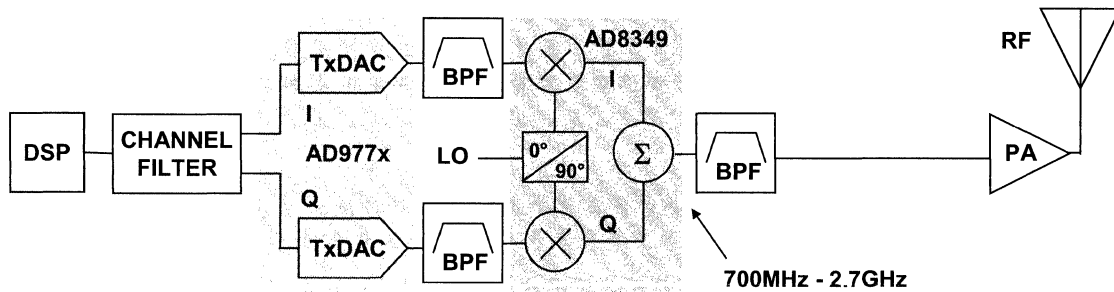 DSP
CHANNEL
FILTER
TxDAC
I
AD977x
Q
TxDAC
BPF
BPF
AD8349
I
LO
0°
90°
Σ
Q
BPF
700MHz - 2.7GHz
PA
RF